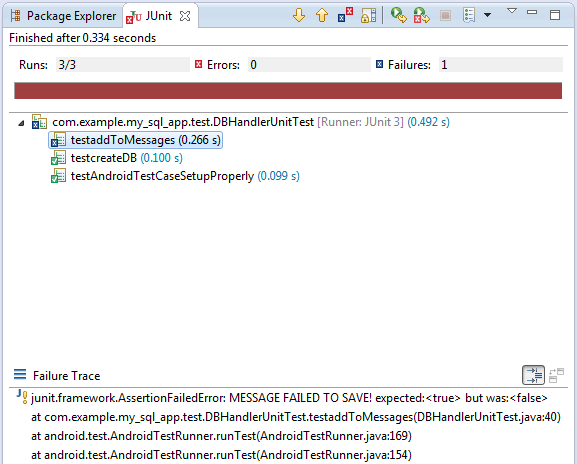 Package Explorer JUnit
Finished after 0.334 seconds
Runs: 3/3 Errors: 0 Failures: 1
com.example.my_sql_app.test.DBHandlerUnitTest [Runner: JUnit 3] (0.492 s)
testaddToMessages (0.266 s)
testcreateDB (0.100 s)
testAndroidTestCaseSetupProperly (0.099 s)
Failure Trace
junit.framework.AssertionFailedError: MESSAGE FAILED TO SAVE! expected:<true> but was:<false>
at com.example.my_sql_app.test.DBHandlerUnitTest.testaddToMessages(DBHandlerUnitTest.java:40)
at android.test.AndroidTestRunner.runTest(AndroidTestRunner.java:169)
at android.test.AndroidTestRunner.runTest(AndroidTestRunner.java:154)